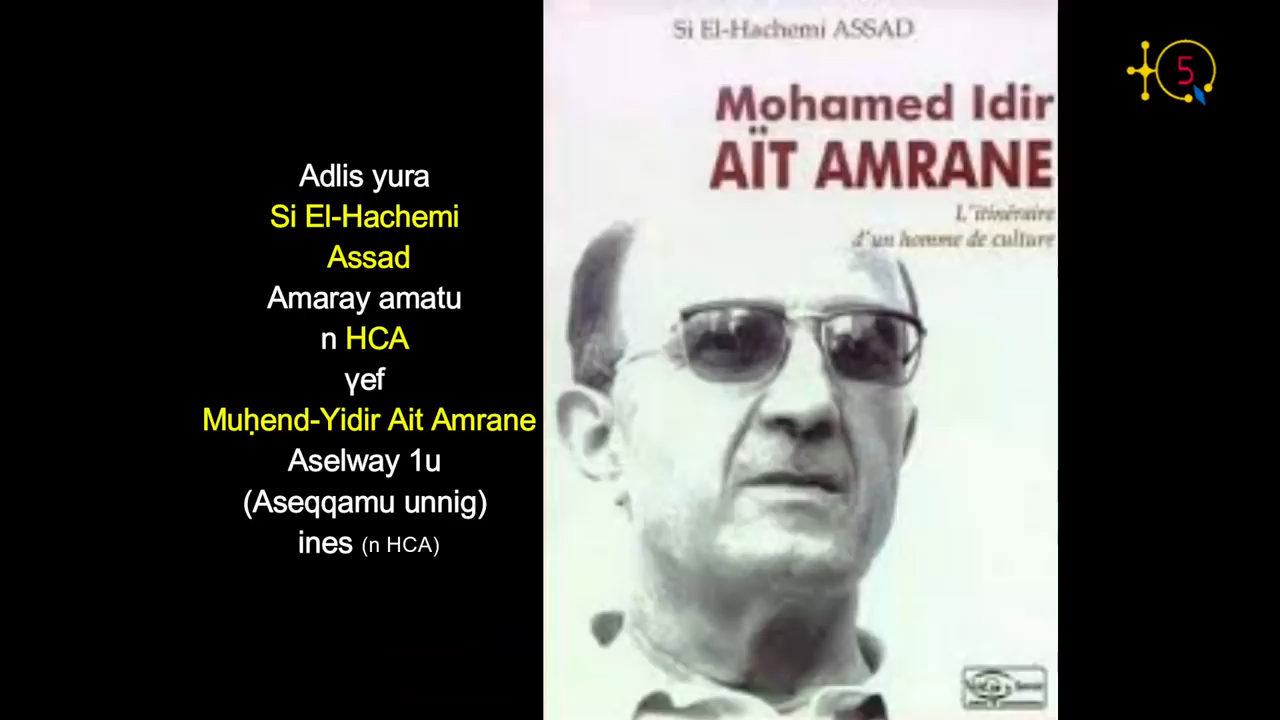 Adlis yura
Si El-Hachemi
Assad
Amaray amatu
n HCA
γef
Muḥend-Yidir Ait Amrane
Aselway 1u
(Aseqqamu unnig)
ines (n HCA)
Si El-Hachemi ASSAD
Mohamed Idir
AÏT AMRANE
L'itinéraire
d'un homme de culture
5